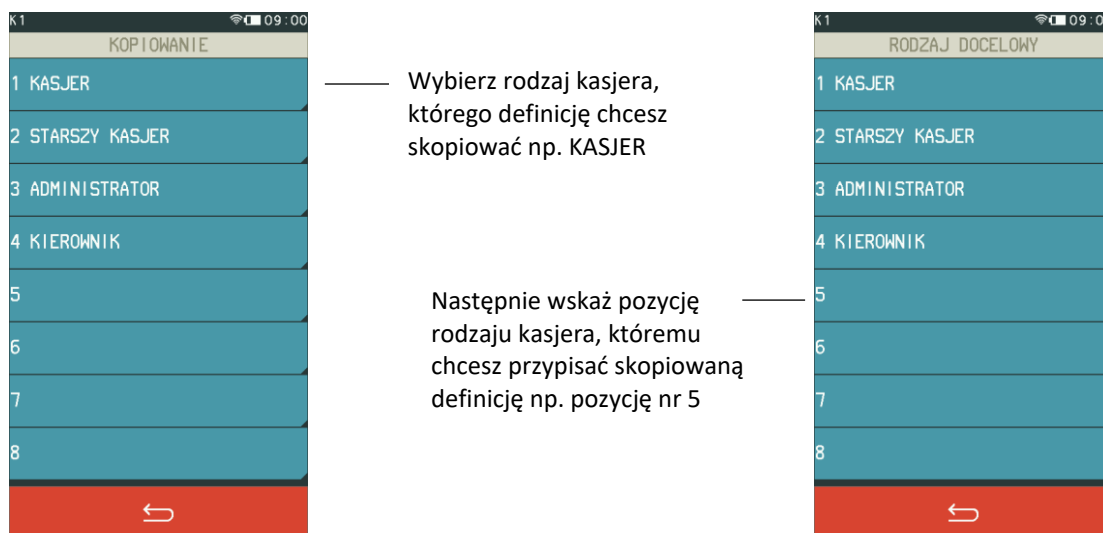 K1 09:00
KOPIOWANIE
1 KASJER
2 STARSZY KASJER
3 ADMINISTRATOR
4 KIEROWNIK
5
6
7
8
Wybierz rodzaj kasjera,
którego definicję chcesz
skopiować np. KASJER
Następnie wskaż pozycję
rodzaju kasjera, któremu
chcesz przypisać skopiowaną
definicję np. pozycję nr 5
K1 09:0
RODZAJ DOCELOWY
1 KASJER
2 STARSZY KASJER
3 ADMINISTRATOR
4 KIEROWNIK
5
6
7
8